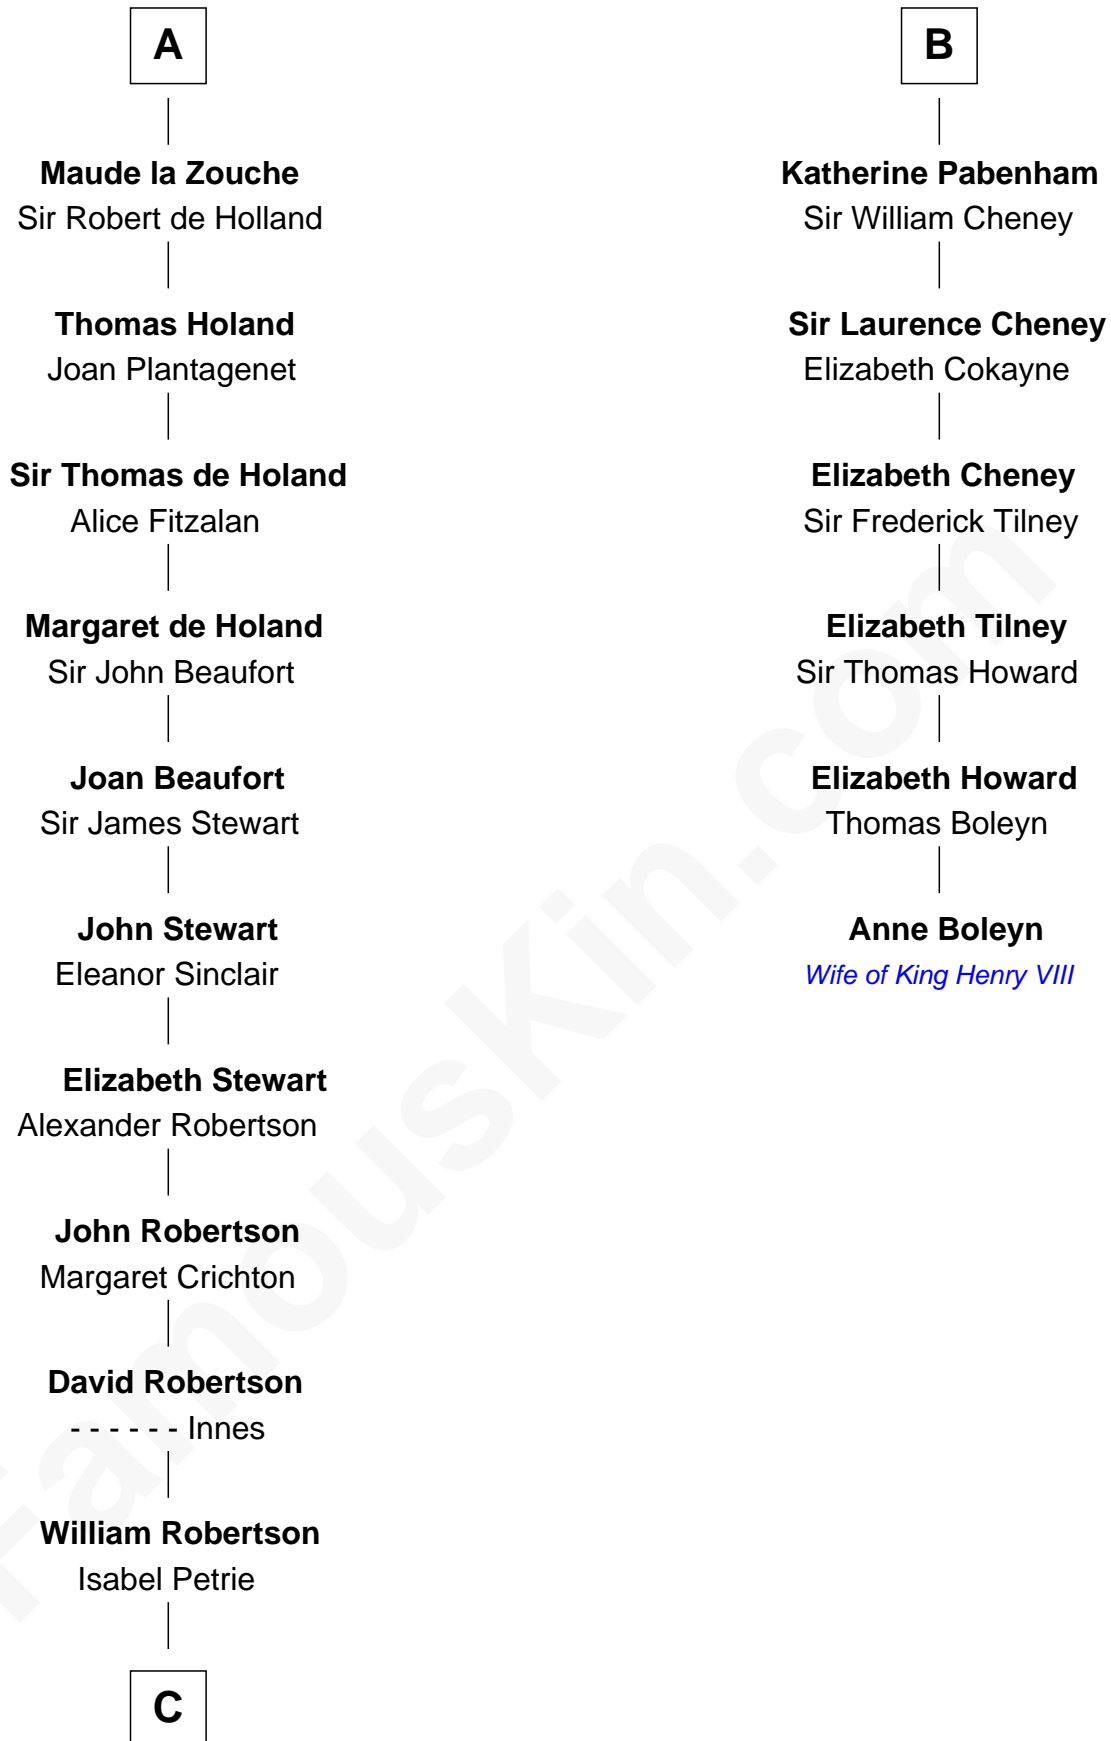 A
Maude la Zouche
Sir Robert de Holland
Thomas Holand
Joan Plantagenet
Sir Thomas de Holand
Alice Fitzalan
Margaret de Holand
Sir John Beaufort
Joan Beaufort
Sir James Stewart
John Stewart
Eleanor Sinclair
Elizabeth Stewart
Alexander Robertson
John Robertson
Margaret Crichton
David Robertson
- - - - - - Innes
William Robertson
Isabel Petrie
C
B
Katherine Pabenham
Sir William Cheney
Sir Laurence Cheney
Elizabeth Cokayne
Elizabeth Cheney
Sir Frederick Tilney
Elizabeth Tilney
Sir Thomas Howard
Elizabeth Howard
Thomas Boleyn
Anne Boleyn
Wife of King Henry VIII
FamousKin.com